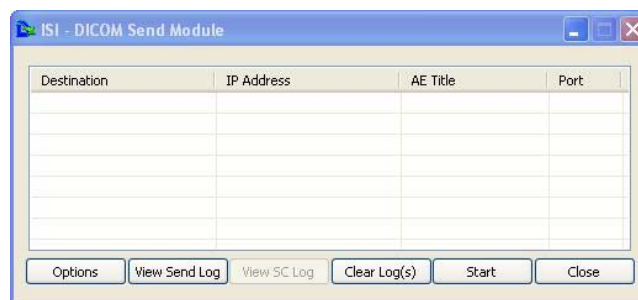 ISI - DICOM Send Module
Destination IP Address AE Title Port
Options View Send Log View SC Log Clear Log(s) Start Close